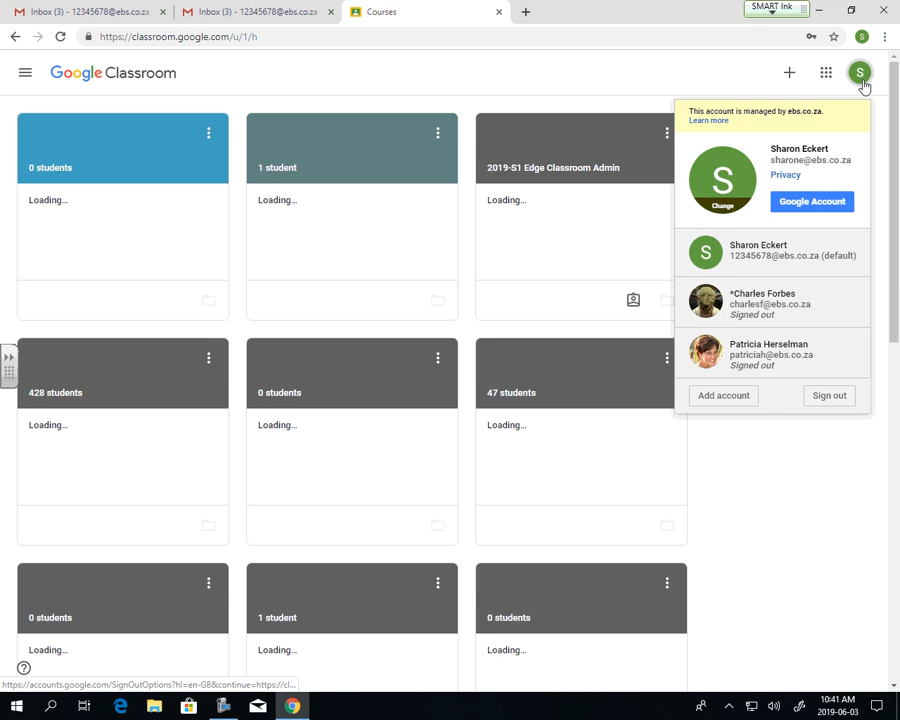 Inbox (3) - 12345678@ebs.co.za
Inbox (3) - 12345678@ebs.co.za
Courses
SMART Ink
https://classroom.google.com/u/1/h
S
Google Classroom
S
This account is managed by ebs.co.za.
Learn more
S
Change
Sharon Eckert
sharone@ebs.co.za
Privacy
Google Account
S
Sharon Eckert
12345678@ebs.co.za (default)
*Charles Forbes
charlesf@ebs.co.za
Signed out
Patricia Herselman
patriciah@ebs.co.za
Signed out
Add account
Sign out
0 students
1 student
2019-S1 Edge Classroom Admin
Loading...
Loading...
Loading...
428 students
0 students
47 students
Loading...
Loading...
Loading...
0 students
1 student
0 students
Loading...
Loading...
Loading...
https://accounts.google.com/SignOutOptions?hl=en-GB&continue=https://cl...
10:41 AM
2019-06-03